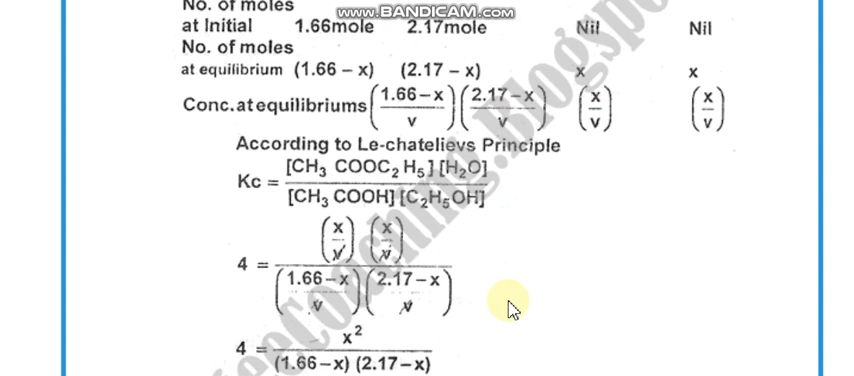 No. of moles
www.BANDICAM.com
at Initial 1.66mole 2.17mole Nil Nil
No. of moles
at equilibrium (1.66 – x) (2.17 – x) x x
Conc.at equilibriums (1.66–x / v) (2.17–x / v) (x / v) (x / v)
According to Le-chatelievs Principle
Kc = [CH3 COOC2H5] [H2O] / [CH3 COOH] [C2H5OH]
4 = (x / v) (x / v) / (1.66–x / v) (2.17–x / v)
4 = x² / (1.66–x) (2.17–x)